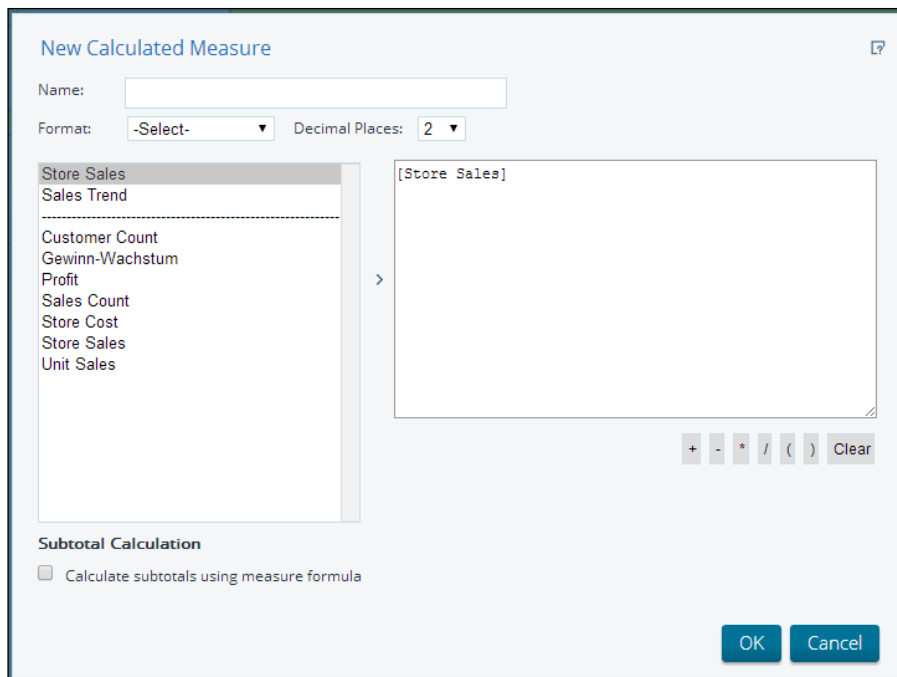 New Calculated Measure
Name:
Format: -Select- Decimal Places: 2
Store Sales
Sales Trend
Customer Count
Gewinn-Wachstum
Profit
Sales Count
Store Cost
Store Sales
Unit Sales
>
[Store Sales]
+ - * / ( ) Clear
Subtotal Calculation
Calculate subtotals using measure formula
OK Cancel